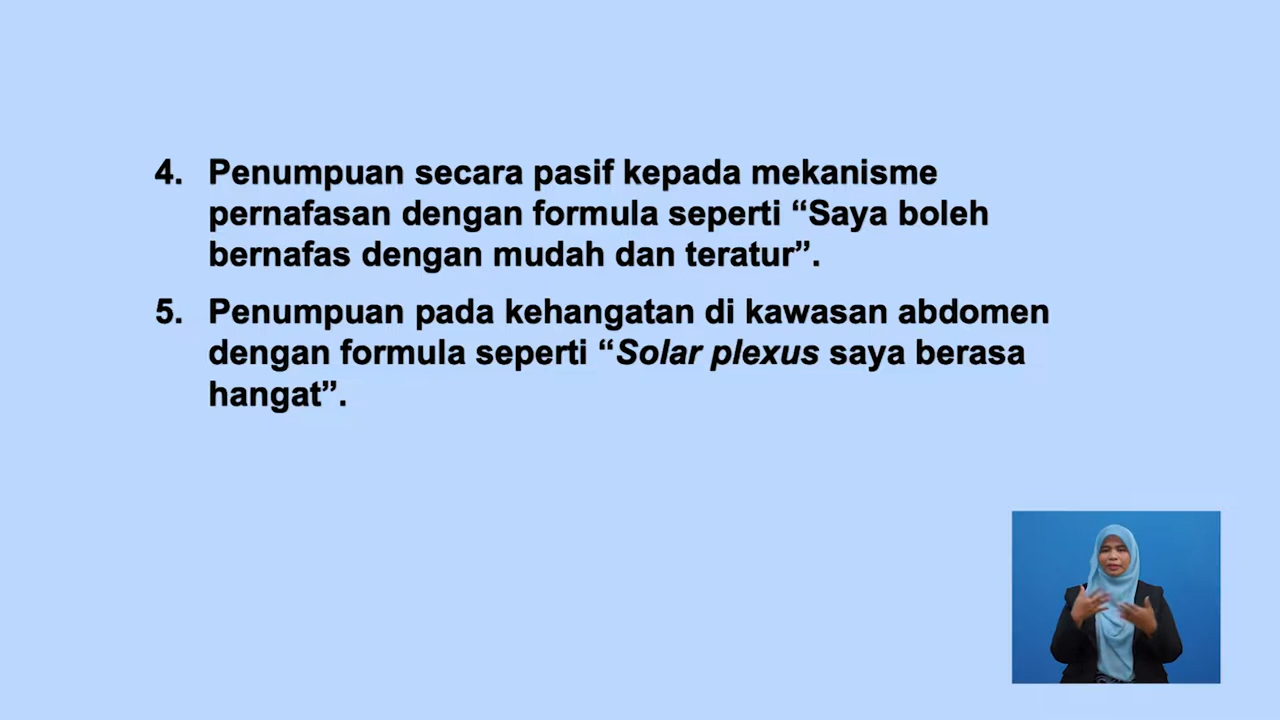 4. Penumpuan secara pasif kepada mekanisme
pernafasan dengan formula seperti “Saya boleh
bernafas dengan mudah dan teratur”.
5. Penumpuan pada kehangatan di kawasan abdomen
dengan formula seperti “Solar plexus saya berasa
hangat”.